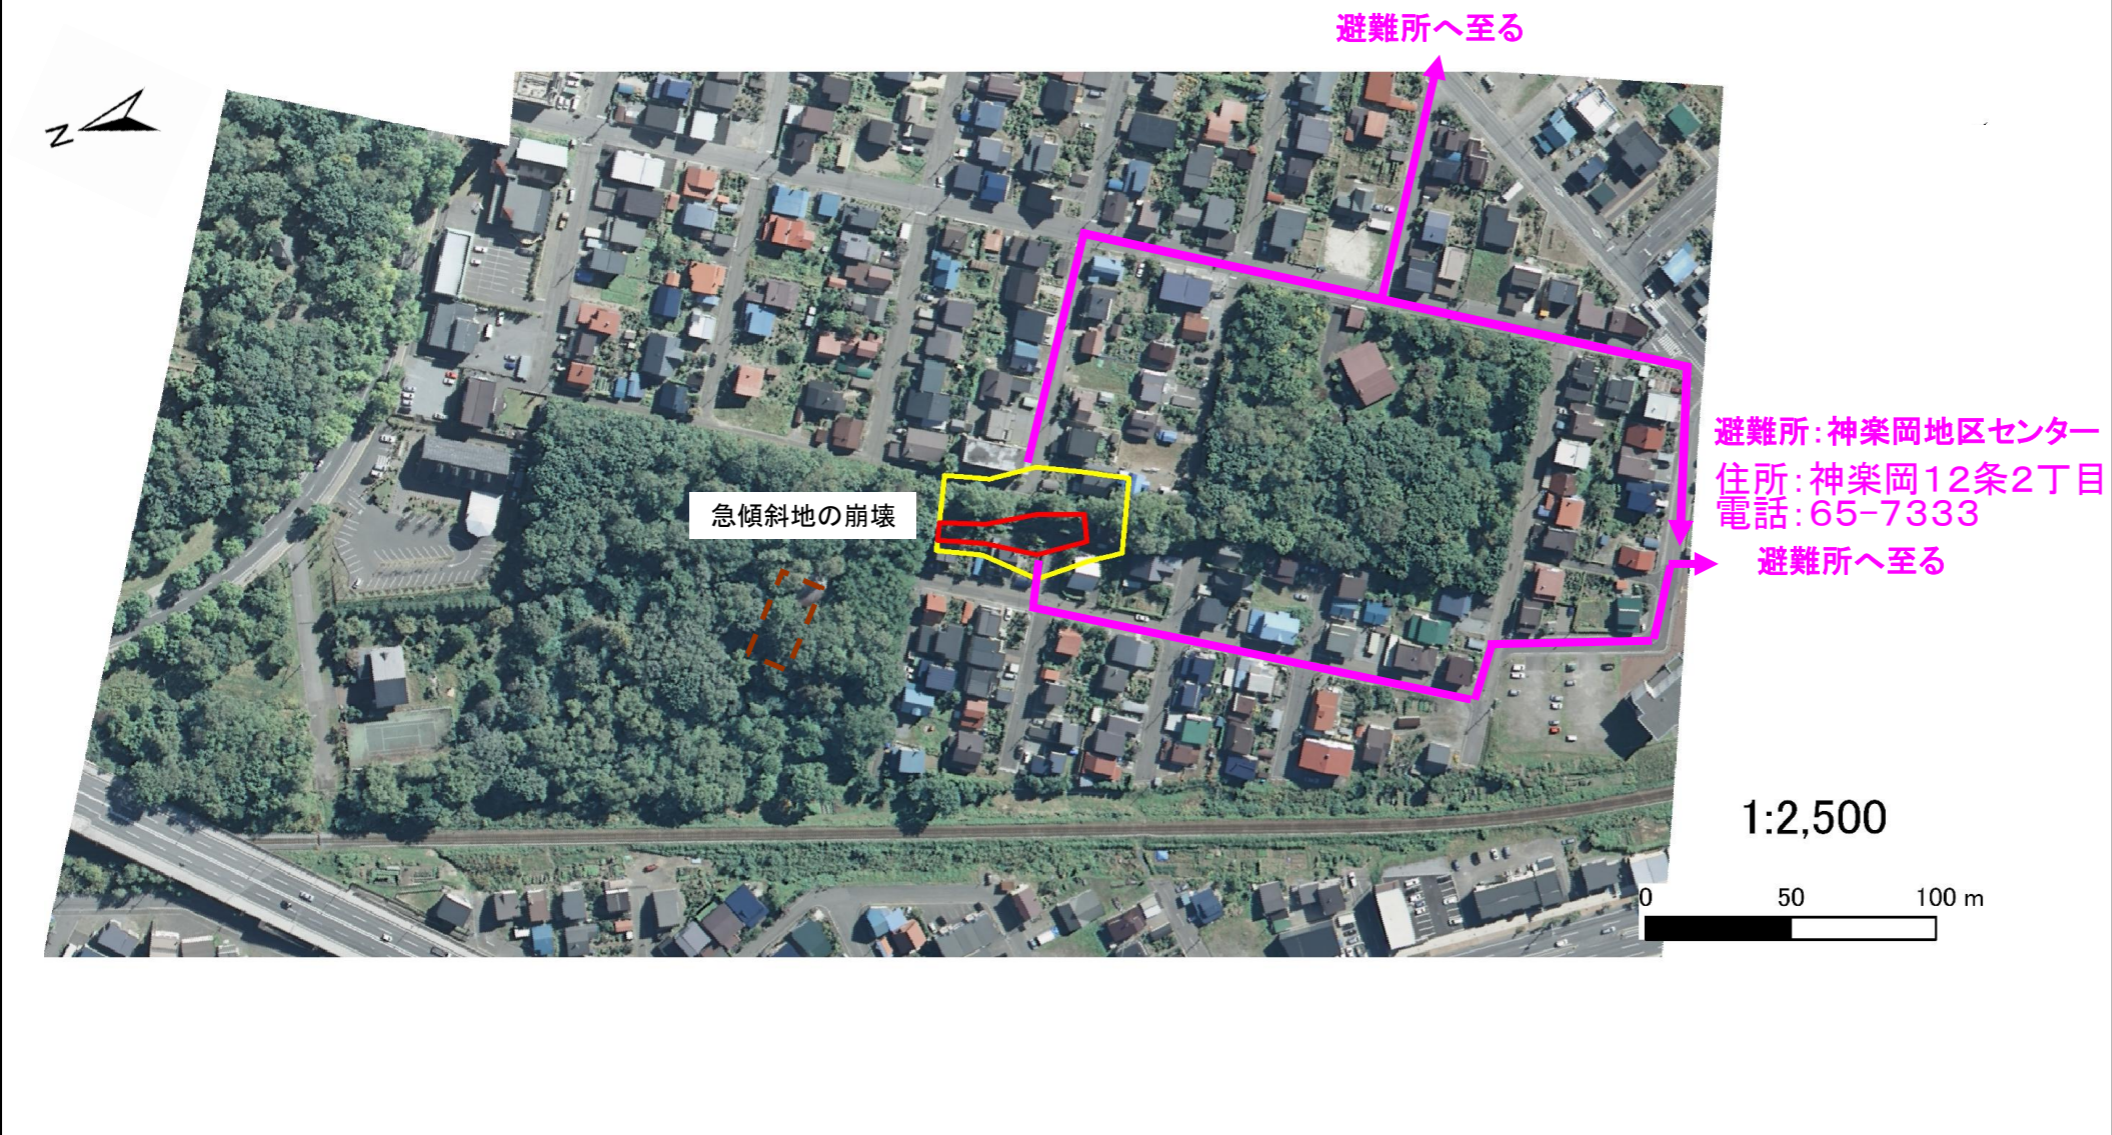 避難所へ至る
N
避難所:神楽岡地区センター
住所:神楽岡12条2丁目
電話:65-7333
急傾斜地の崩壊
避難所へ至る
1:2,500
0 50 100 m